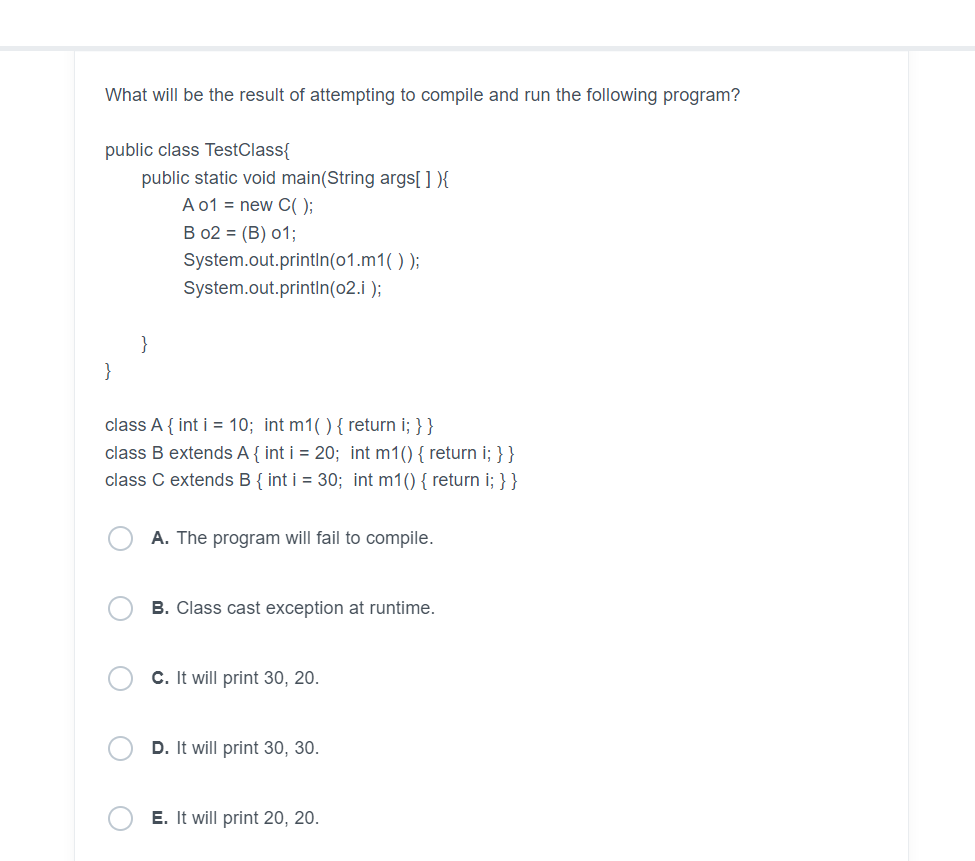 What will be the result of attempting to compile and run the following program?
public class TestClass{
public static void main(String args[ ] ){
A o1 = new C( );
B o2 = (B) o1;
System.out.println(o1.m1( ) );
System.out.println(o2.i );
}
}
class A { int i = 10;  int m1( ) { return i; } }
class B extends A { int i = 20;  int m1() { return i; } }
class C extends B { int i = 30;  int m1() { return i; } }
A. The program will fail to compile.
B. Class cast exception at runtime.
C. It will print 30, 20.
D. It will print 30, 30.
E. It will print 20, 20.